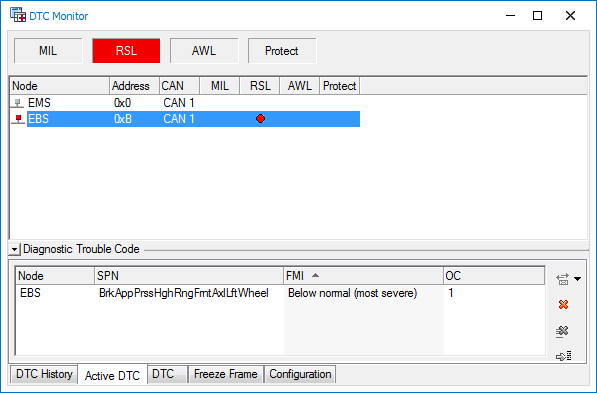 DTC Monitor
MIL RSL AWL Protect
Node Address CAN MIL RSL AWL Protect
EMS 0x0 CAN 1
EBS 0xB CAN 1
Diagnostic Trouble Code
Node SPN FMI OC
EBS BrkAppPrssHghRngFrntAxlLftWheel Below normal (most severe) 1
DTC History Active DTC DTC Freeze Frame Configuration